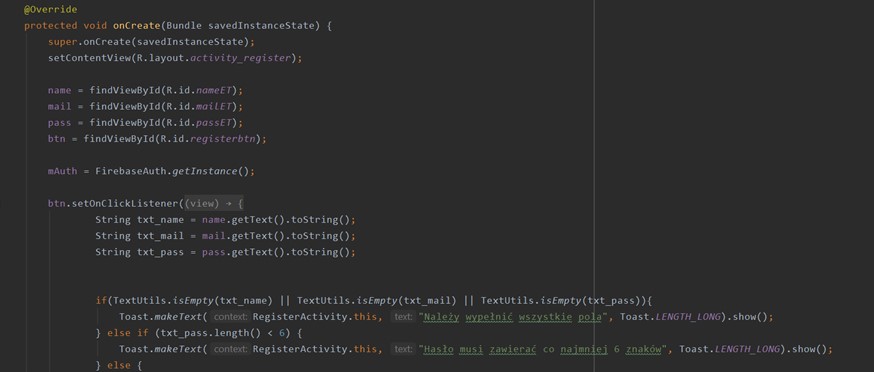 @Override
protected void onCreate(Bundle savedInstanceState) {
super.onCreate(savedInstanceState);
setContentView(R.layout.activity_register);
name = findViewById(R.id.nameET);
mail = findViewById(R.id.mailET);
pass = findViewById(R.id.passET);
btn = findViewById(R.id.registerbtn);
mAuth = FirebaseAuth.getInstance();
btn.setOnClickListener((view) → {
String txt_name = name.getText().toString();
String txt_mail = mail.getText().toString();
String txt_pass = pass.getText().toString();
if(TextUtils.isEmpty(txt_name) || TextUtils.isEmpty(txt_mail) || TextUtils.isEmpty(txt_pass)){
Toast.makeText( context: RegisterActivity.this, text: "Należy wypełnić wszystkie pola", Toast.LENGTH_LONG).show();
} else if (txt_pass.length() < 6) {
Toast.makeText( context: RegisterActivity.this, text: "Hasło musi zawierać co najmniej 6 znaków", Toast.LENGTH_LONG).show();
} else {